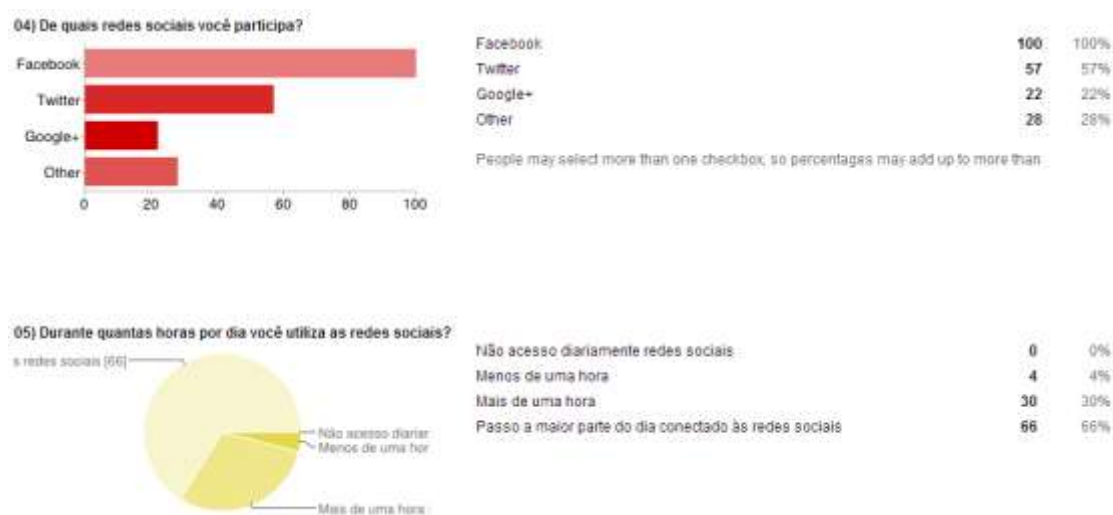 04) De quais redes sociais você participa?
Facebook
Twitter
Google+
Other
0 20 40 60 80 100
Facebook 100 100%
Twitter 57 57%
Google+ 22 22%
Other 28 28%
People may select more than one checkbox, so percentages may add up to more than
05) Durante quantas horas por dia você utiliza as redes sociais?
s redes sociais [66]
Não acesso diariar
Menos de uma hor
Mais de uma hora
Não acesso diariamente redes sociais 0 0%
Menos de uma hora 4 4%
Mais de uma hora 30 30%
Passo a maior parte do dia conectado às redes sociais 66 66%